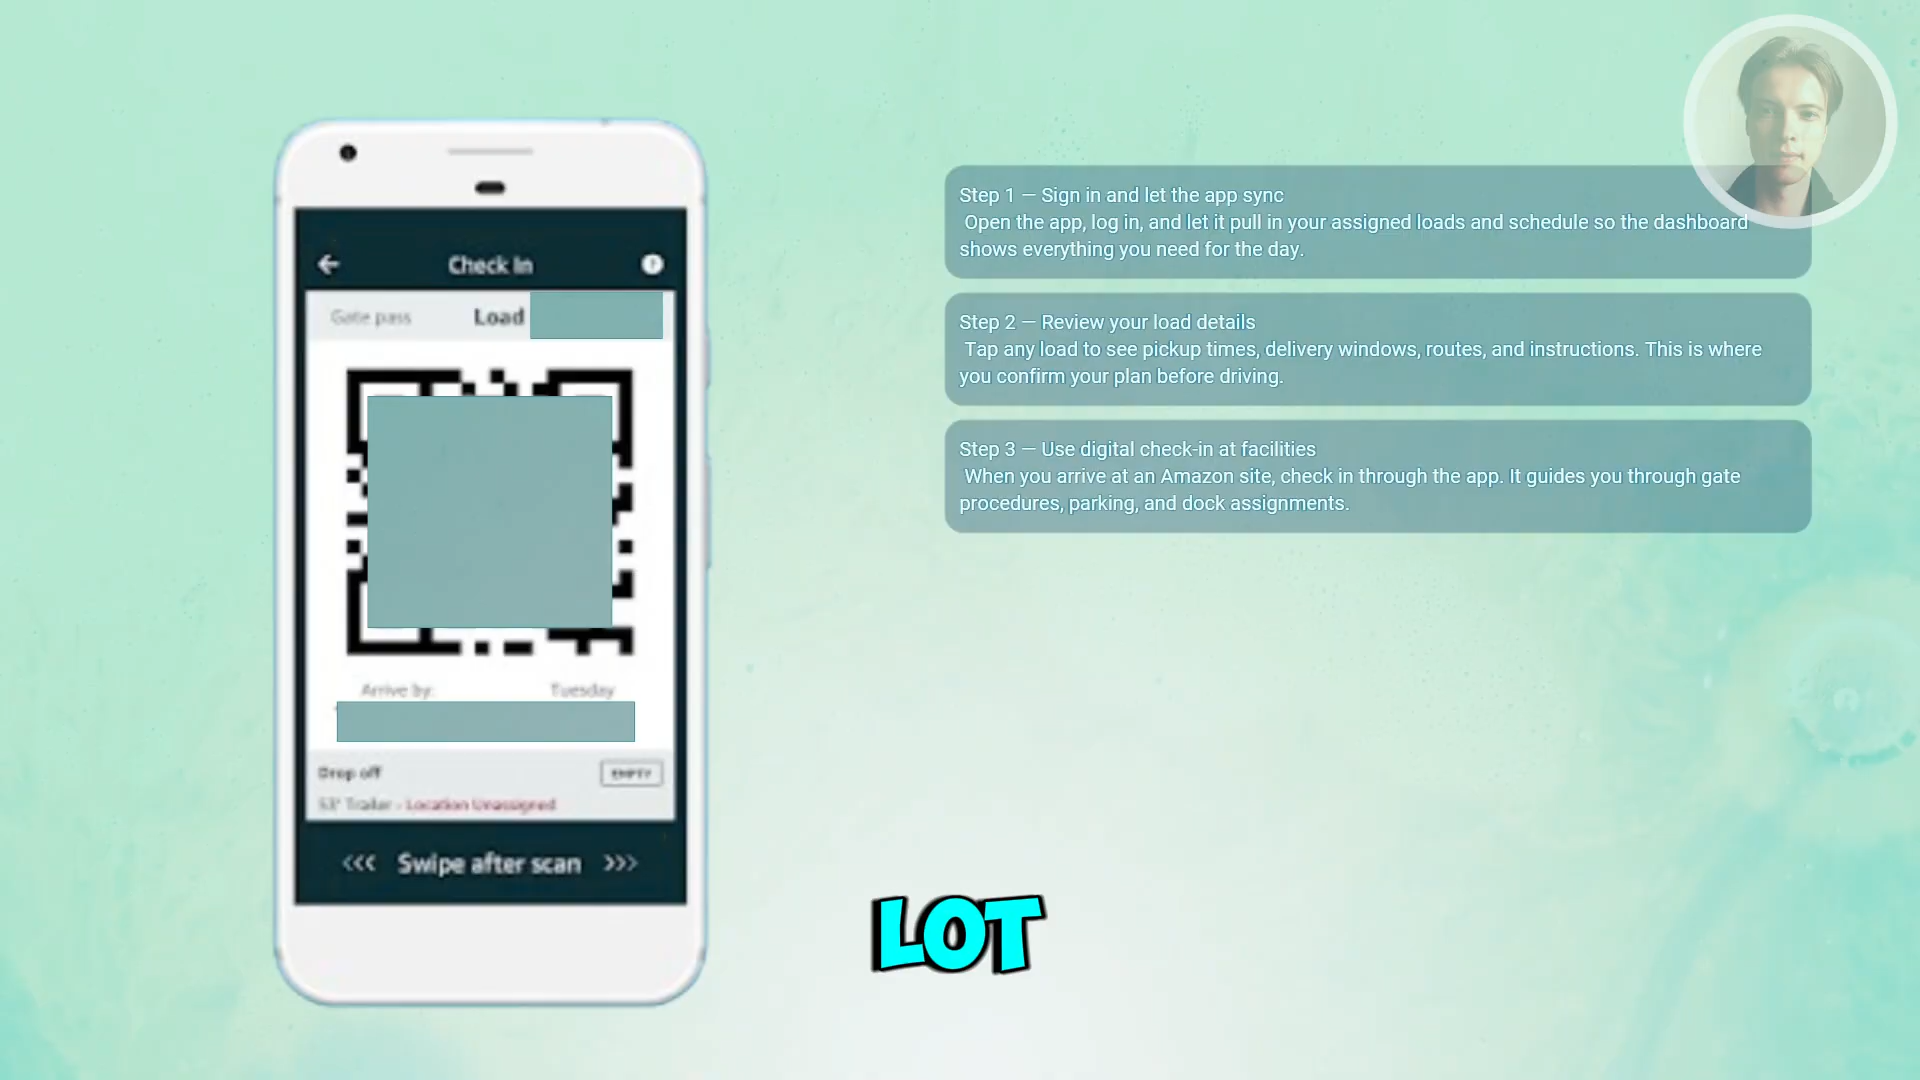 Check In
Gate pass
Load
Arrive by:
Tuesday
Drop off
EMPTY
53' Trailer - Location Unassigned
<<< Swipe after scan >>>
Step 1 — Sign in and let the app sync
Open the app, log in, and let it pull in your assigned loads and schedule so the dashboard
shows everything you need for the day.
Step 2 — Review your load details
Tap any load to see pickup times, delivery windows, routes, and instructions. This is where
you confirm your plan before driving.
Step 3 — Use digital check-in at facilities
When you arrive at an Amazon site, check in through the app. It guides you through gate
procedures, parking, and dock assignments.
LOT